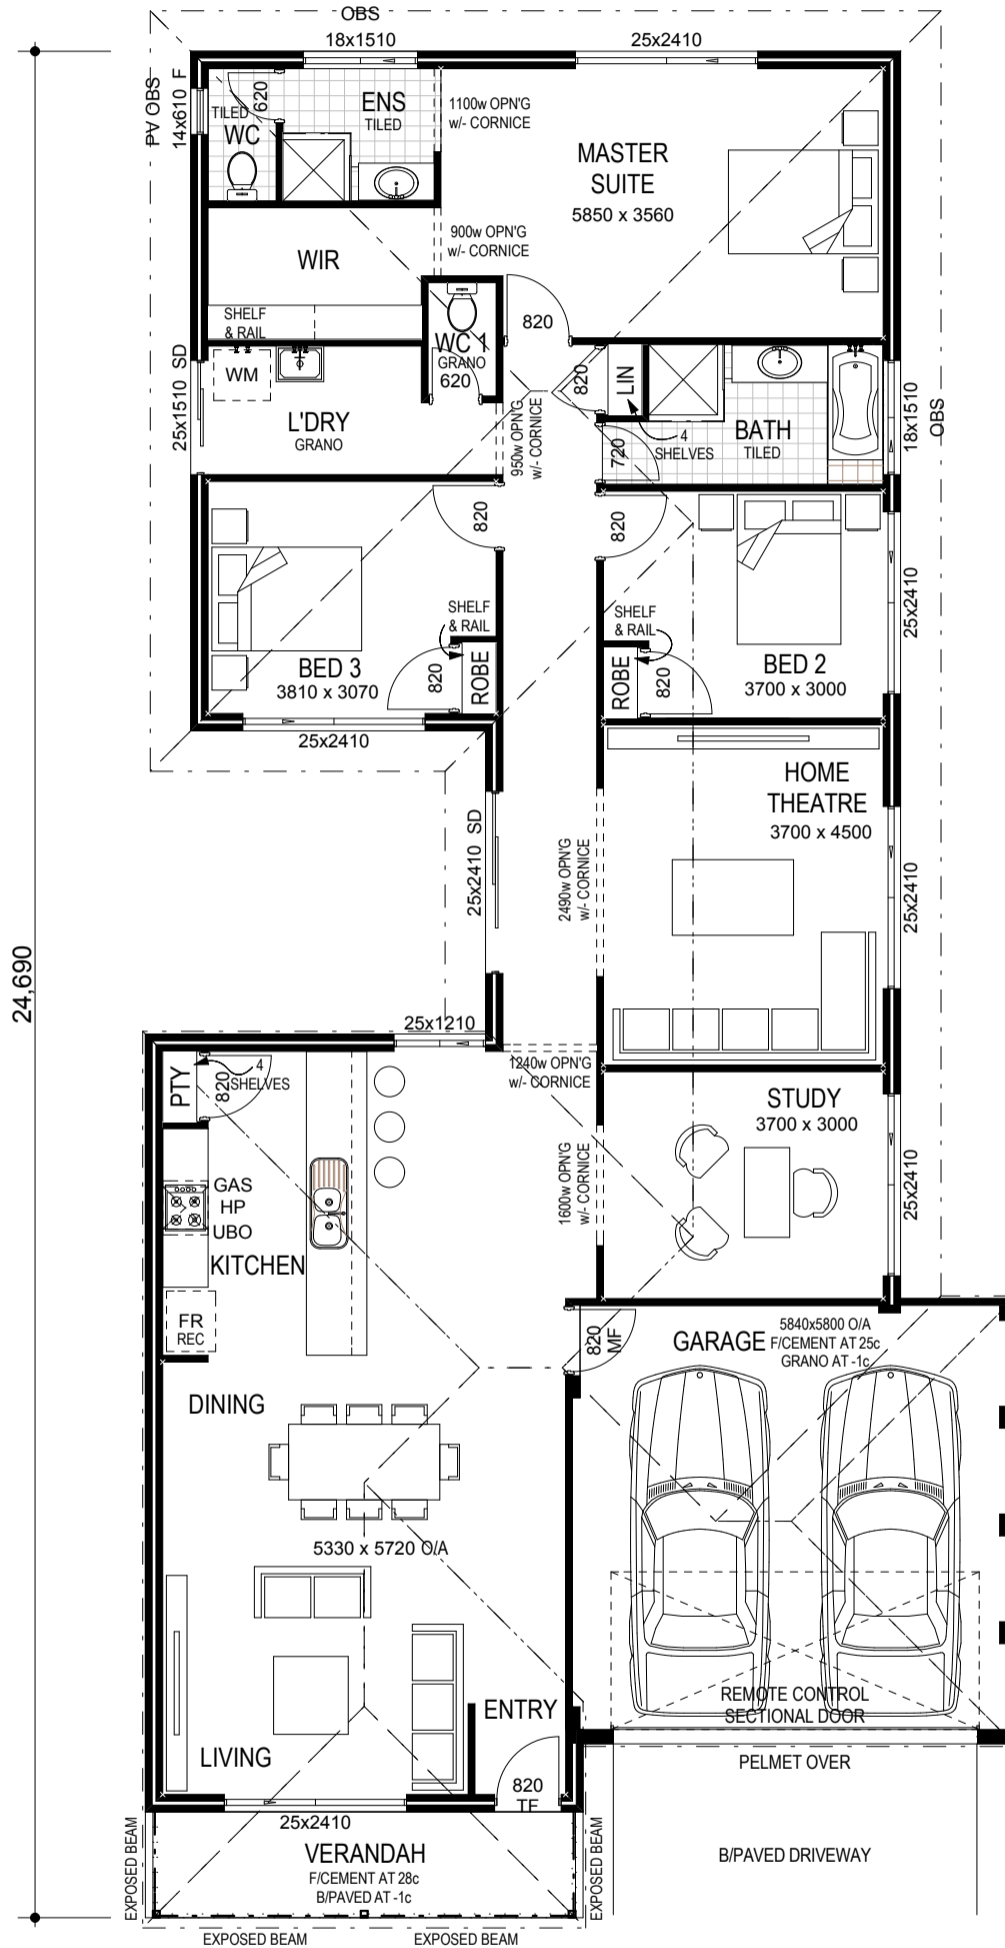 OBS
18x1510
25x2410
PV OBS
14x610 F
TILED
WC
620
ENS
TILED
1100w OPN'G
w/- CORNICE
MASTER
SUITE
5850 x 3560
900w OPN'G
w/- CORNICE
WIR
SHELF
& RAIL
820
WC 1
GRANO
620
25x1510 SD
WM
L'DRY
GRANO
950w OPN'G
w/- CORNICE
820
LIN
4
SHELVES
720
BATH
TILED
18x1510
OBS
820
820
25x2410
SHELF
& RAIL
BED 3
3810 x 3070
820
ROBE
SHELF
& RAIL
ROBE
820
BED 2
3700 x 3000
25x2410
HOME
THEATRE
3700 x 4500
25x2410 SD
2490w OPN'G
w/- CORNICE
25x2410
24,690
25x1210
1240w OPN'G
w/- CORNICE
PTY
820
4
SHELVES
STUDY
3700 x 3000
1600w OPN'G
w/- CORNICE
25x2410
GAS
HP
UBO
KITCHEN
FR
REC
820
MF
GARAGE
5840x5800 O/A
F/CEMENT AT 25c
GRANO AT -1c
DINING
5330 x 5720 O/A
REMOTE CONTROL
SECTIONAL DOOR
ENTRY
LIVING
PELMET OVER
820
25x2410
VERANDAH
F/CEMENT AT 28c
B/PAVED AT -1c
EXPOSED BEAM
EXPOSED BEAM
B/PAVED DRIVEWAY
EXPOSED BEAM
EXPOSED BEAM